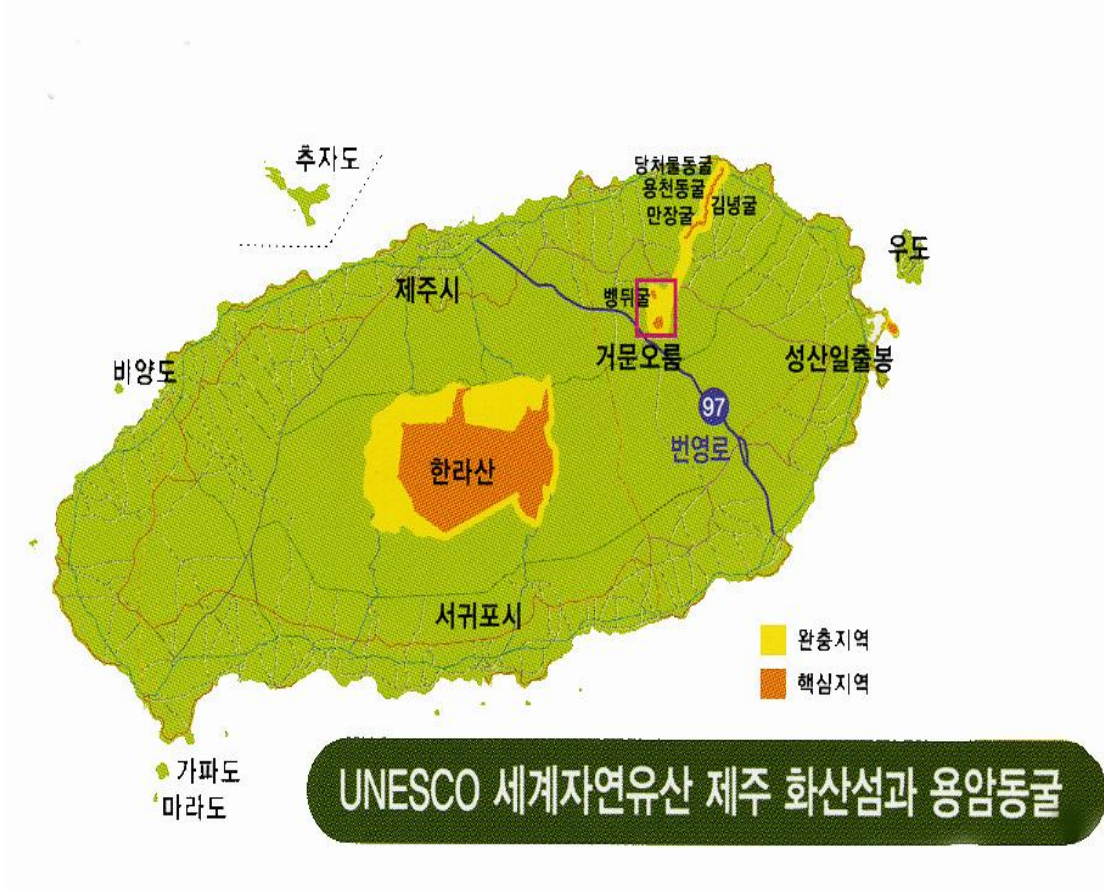 추자도
당처물동굴
용천동굴
만장굴
김녕굴
우도
제주시
벵뒤굴
거문오름
성산일출봉
비양도
97
번영로
한라산
서귀포시
완충지역
핵심지역
가파도
마라도
UNESCO 세계자연유산 제주 화산섬과 용암동굴